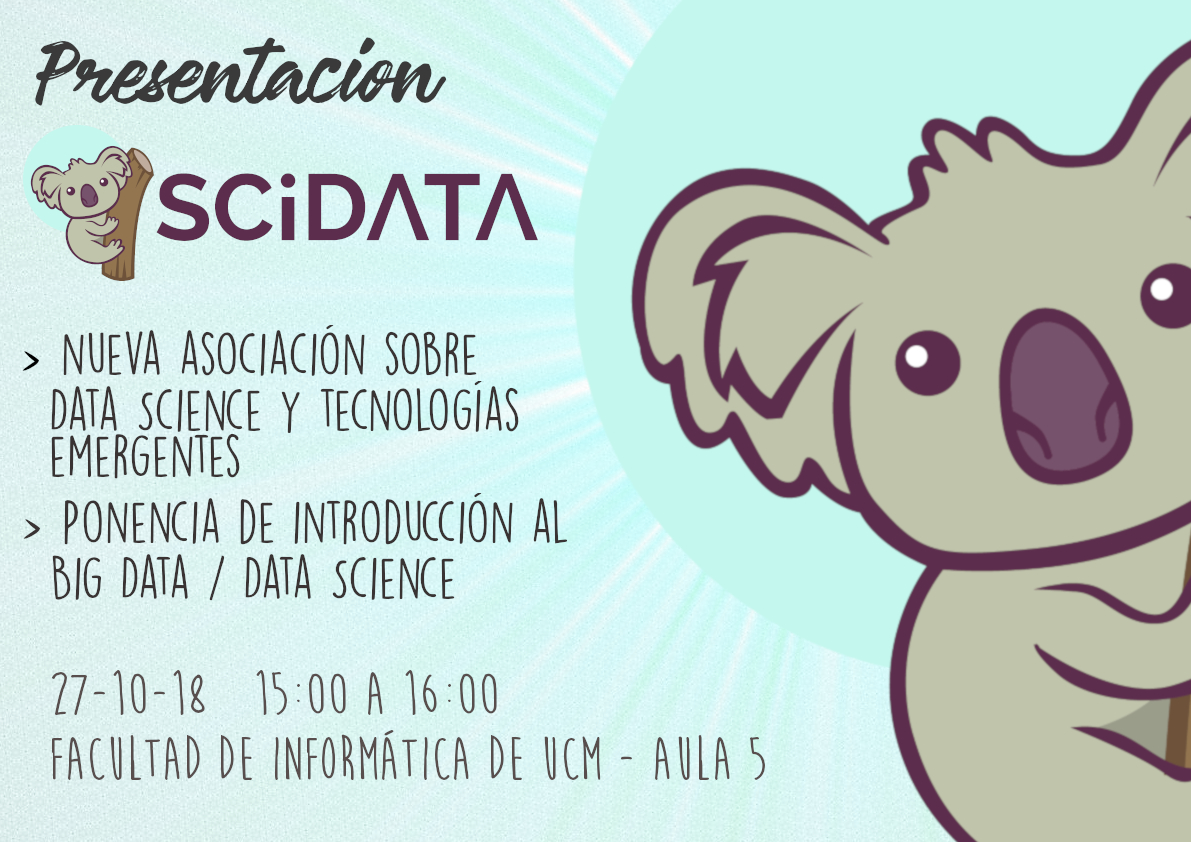 Presentacion
SCiDATA
> NUEVA ASOCIACIÓN SOBRE
DATA SCIENCE Y TECNOLOGÍAS
EMERGENTES
> PONENCIA DE INTRODUCCIÓN AL
BIG DATA / DATA SCIENCE
27-10-18 15:00 A 16:00
FACULTAD DE INFORMÁTICA DE UCM - AULA 5